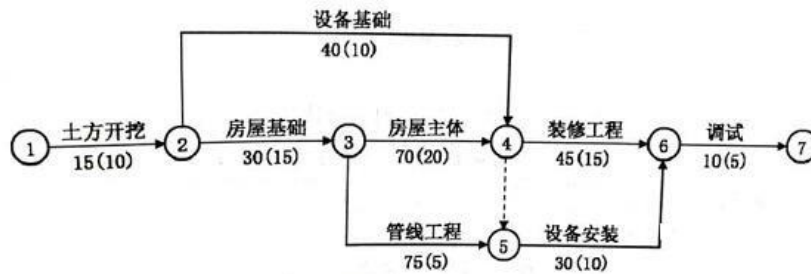 设备基础
40(10)
① 土方开挖 ② 房屋基础 ③ 房屋主体 ④ 装修工程 ⑥ 调试 ⑦
15(10) 30(15) 70(20) 45(15) 10(5)
管线工程 ⑤ 设备安装
75(5) 30(10)